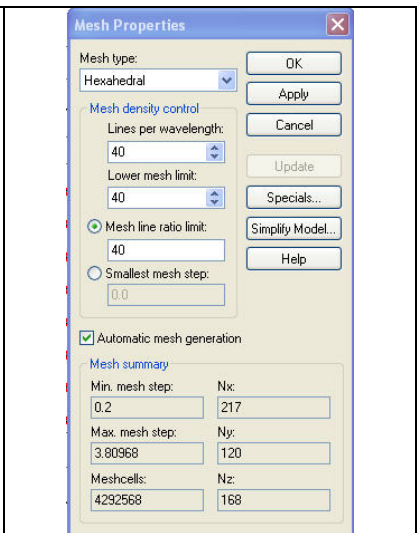 Mesh Properties
Mesh type:
Hexahedral
Mesh density control
Lines per wavelength:
40
Lower mesh limit:
40
Mesh line ratio limit:
40
Smallest mesh step:
0.0
OK
Apply
Cancel
Update
Specials...
Simplify Model...
Help
Automatic mesh generation
Mesh summary
Min. mesh step: Nx:
0.2 217
Max. mesh step: Ny:
3.80968 120
Meshcells: Nz:
4292568 168